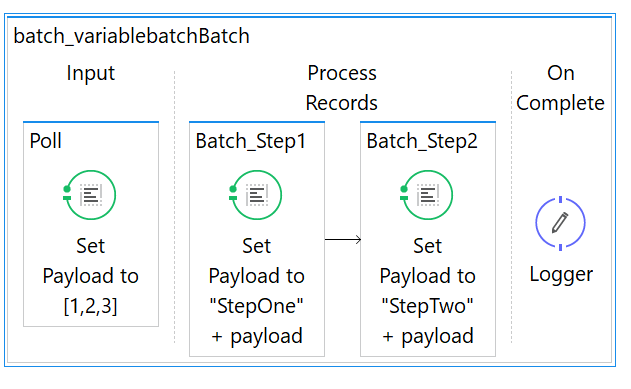 batch_variablebatchBatch
Input
Process
Records
On
Complete
Poll
Set
Payload to
[1,2,3]
Batch_Step1
Set
Payload to
"StepOne"
+ payload
Batch_Step2
Set
Payload to
"StepTwo"
+ payload
Logger